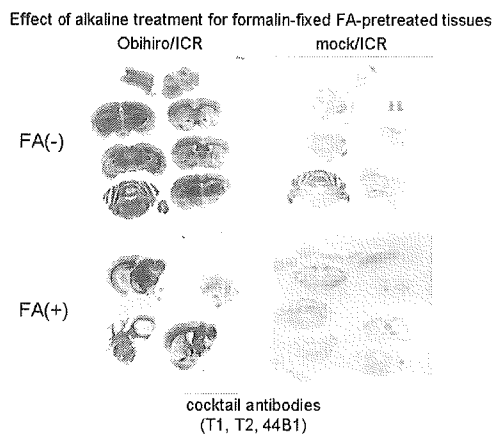 Effect of alkaline treatment for formalin-fixed FA-pretreated tissues
Obihiro/ICR mock/ICR
FA(-)
FA(+)
cocktail antibodies
(T1, T2, 44B1)